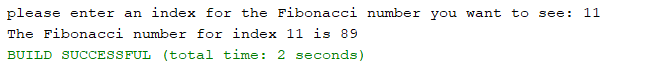 please enter an index for the Fibonacci number you want to see: 11
The Fibonacci number for index 11 is 89
BUILD SUCCESSFUL (total time: 2 seconds)